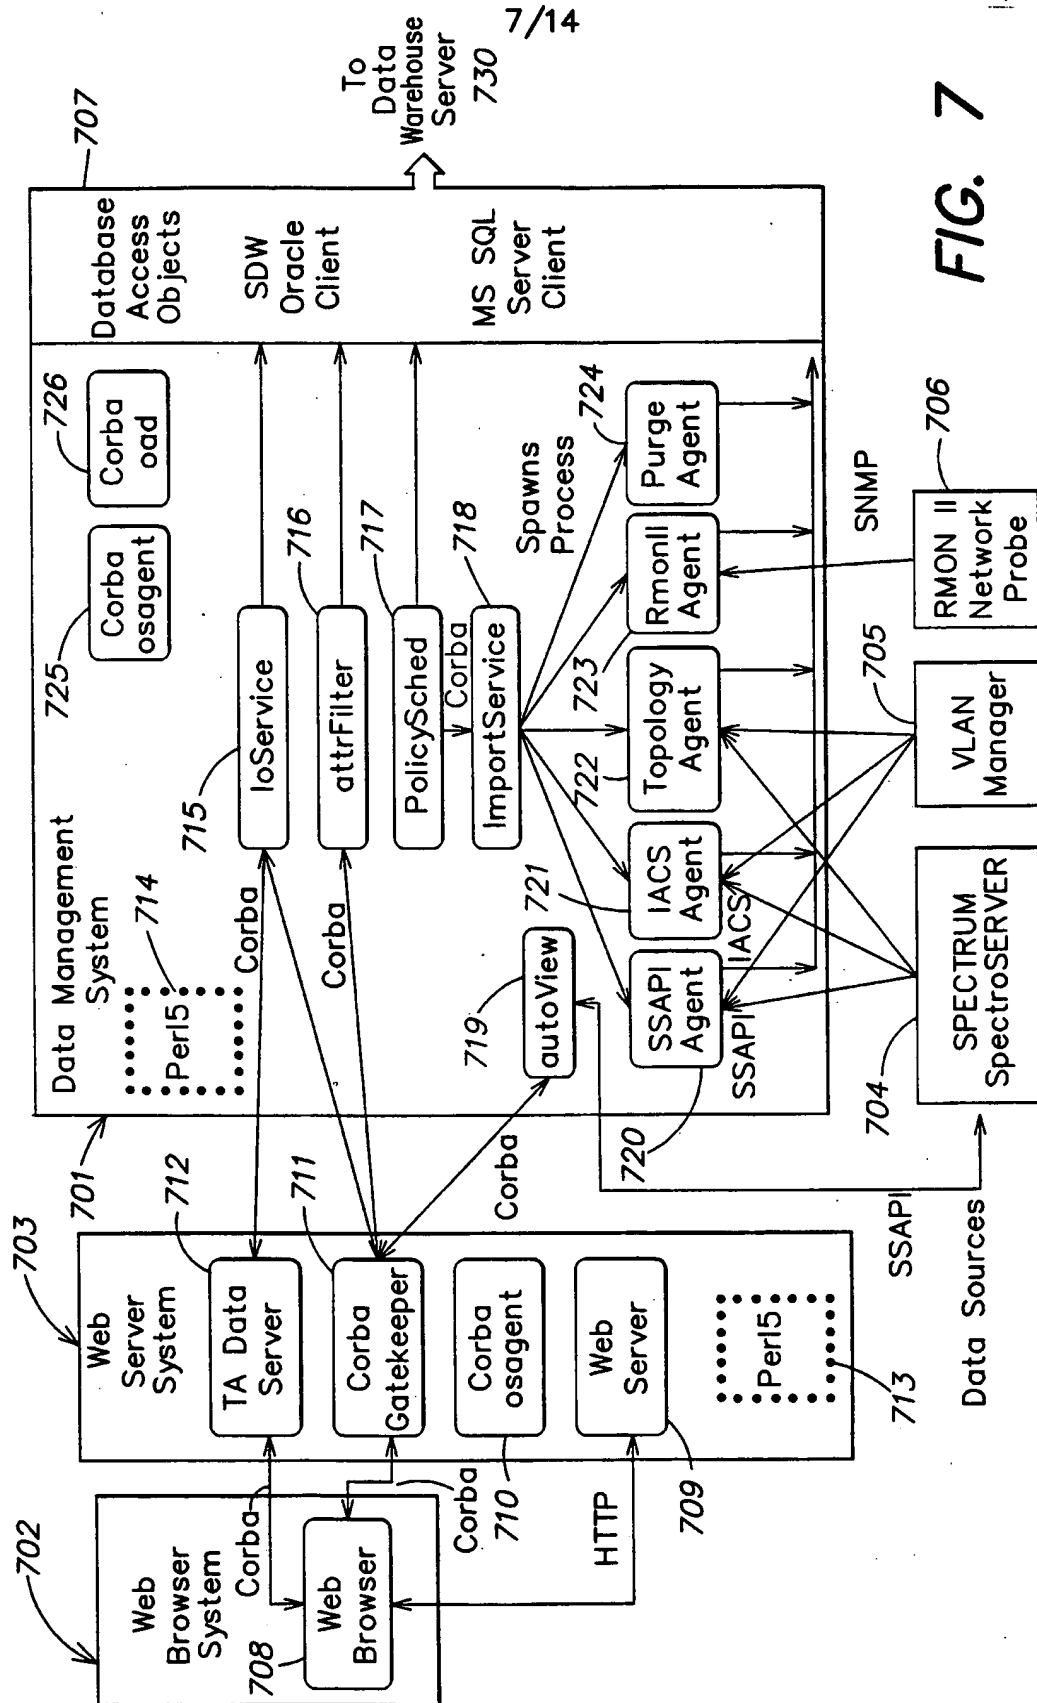 7/14
702
Web
Browser
System
708
Web
Browser
Corba
Corba
HTTP
703
Web
Server
System
712
TA Data
Server
711
Corba
Gatekeeper
710
Corba
osagent
709
Web
Server
713
Perl5
701
Data Management
System
714
Perl5
Corba
Corba
Corba
725
Corba
osagent
726
Corba
oad
715
IoService
716
attrFilter
717
PolicySched
Corba
718
ImportService
719
autoView
Spawns
Process
720
SSAPI
Agent
SSAPI
721
IACS
Agent
IACS
722
Topology
Agent
723
RmonII
Agent
724
Purge
Agent
SNMP
707
Database
Access
Objects
SDW
Oracle
Client
MS SQL
Server
Client
To
Data
Warehouse
Server
730
SSAPI
Data Sources
704
SPECTRUM
SpectroSERVER
705
VLAN
Manager
706
RMON II
Network
Probe
FIG. 7